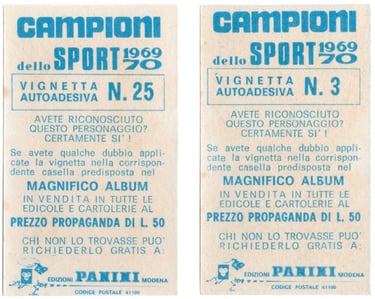 CAMPIONI
dello SPORT 1969 70
VIGNETTA AUTOADESIVA N. 25
AVETE RICONOSCIUTO
QUESTO PERSONAGGIO?
CERTAMENTE SI' !
Se avete qualche dubbio appli-
cate la vignetta nella corrispon-
dente casella predisposta nel
MAGNIFICO ALBUM
IN VENDITA IN TUTTE LE
EDICOLE E CARTOLERIE AL
PREZZO PROPAGANDA DI L. 50
CHI NON LO TROVASSE PUO'
RICHIEDERLO GRATIS A:
EDIZIONI PANINI MODENA
CODICE POSTALE 41100
CAMPIONI
dello SPORT 1969 70
VIGNETTA AUTOADESIVA N. 3
AVETE RICONOSCIUTO
QUESTO PERSONAGGIO?
CERTAMENTE SI' !
Se avete qualche dubbio appli-
cate la vignetta nella corrispon-
dente casella predisposta nel
MAGNIFICO ALBUM
IN VENDITA IN TUTTE LE
EDICOLE E CARTOLERIE AL
PREZZO PROPAGANDA DI L. 50
CHI NON LO TROVASSE PUO'
RICHIEDERLO GRATIS A:
EDIZIONI PANINI MODENA
CODICE POSTALE 41100